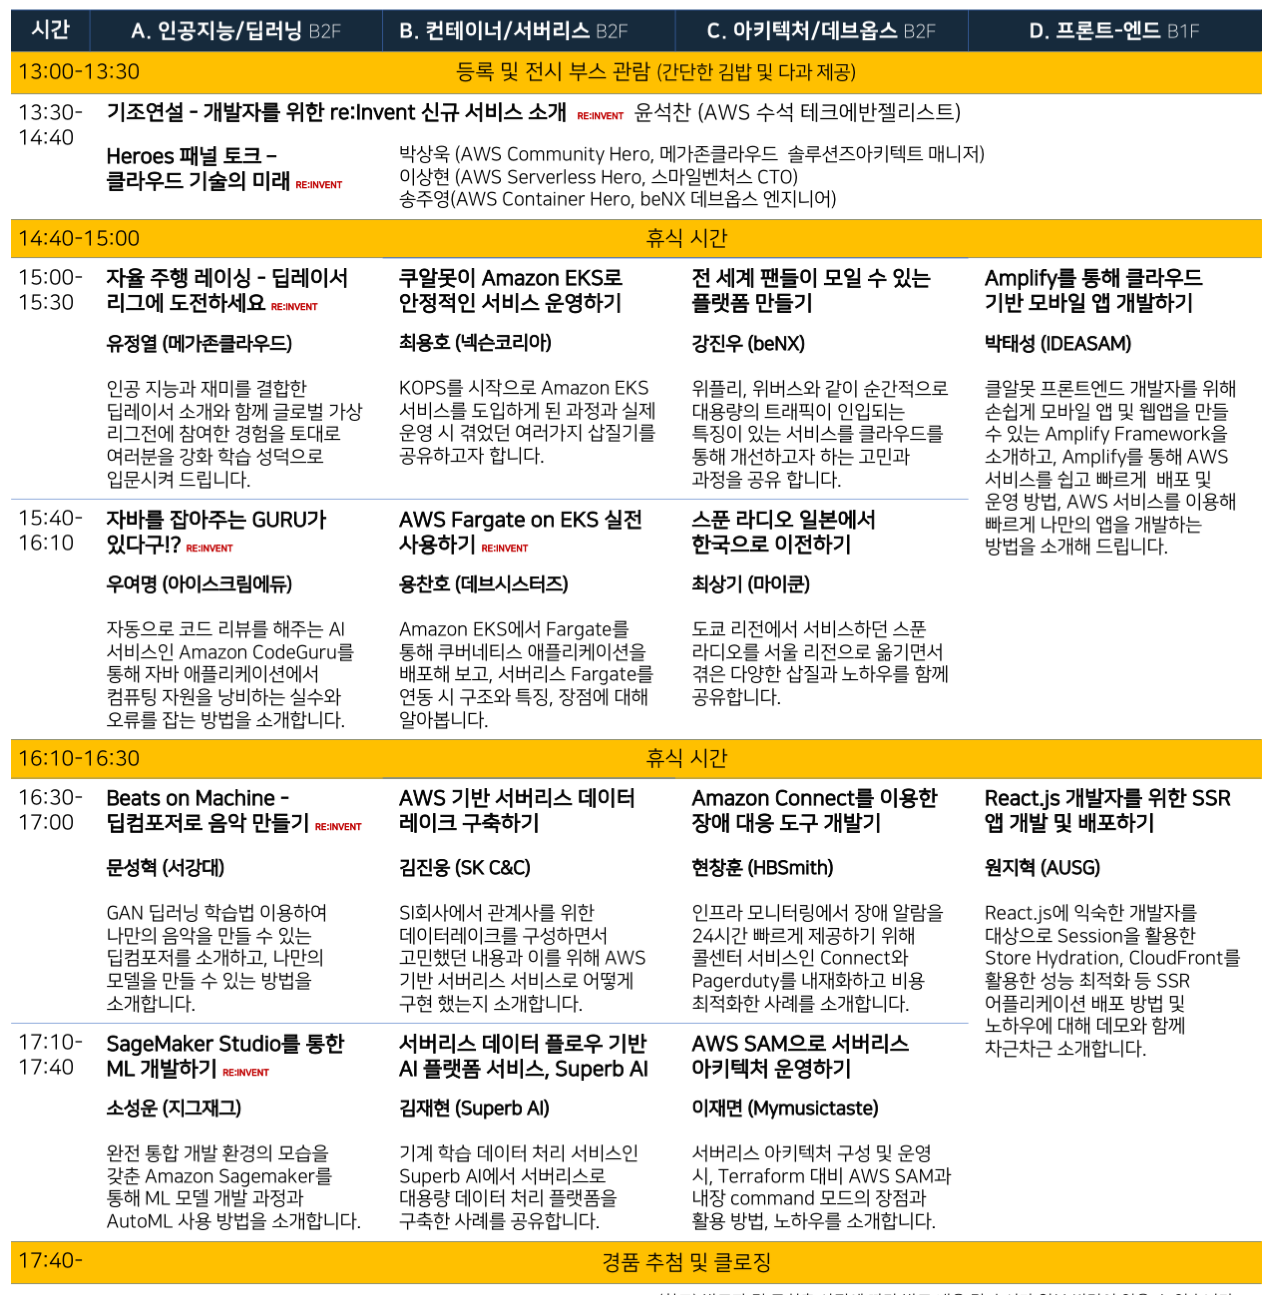 시간 A. 인공지능/딥러닝 B2F B. 컨테이너/서버리스 B2F C. 아키텍처/데브옵스 B2F D. 프론트-엔드 B1F
13:00-13:30 등록 및 전시 부스 관람 (간단한 김밥 및 다과 제공)
13:30-
14:40
기조연설 - 개발자를 위한 re:Invent 신규 서비스 소개 RE:INVENT 윤석찬 (AWS 수석 테크에반젤리스트)
Heroes 패널 토크 –
클라우드 기술의 미래 RE:INVENT
박상욱 (AWS Community Hero, 메가존클라우드 솔루션즈아키텍트 매니저)
이상현 (AWS Serverless Hero, 스마일벤처스 CTO)
송주영(AWS Container Hero, beNX 데브옵스 엔지니어)
14:40-15:00 휴식 시간
15:00-
15:30
자율 주행 레이싱 - 딥레이서
리그에 도전하세요 RE:INVENT
유정열 (메가존클라우드)
인공 지능과 재미를 결합한
딥레이서 소개와 함께 글로벌 가상
리그전에 참여한 경험을 토대로
여러분을 강화 학습 성덕으로
입문시켜 드립니다.
쿠알못이 Amazon EKS로
안정적인 서비스 운영하기
최용호 (넥슨코리아)
KOPS를 시작으로 Amazon EKS
서비스를 도입하게 된 과정과 실제
운영 시 겪었던 여러가지 삽질기를
공유하고자 합니다.
전 세계 팬들이 모일 수 있는
플랫폼 만들기
강진우 (beNX)
위플리, 위버스와 같이 순간적으로
대용량의 트래픽이 인입되는
특징이 있는 서비스를 클라우드를
통해 개선하고자 하는 고민과
과정을 공유 합니다.
Amplify를 통해 클라우드
기반 모바일 앱 개발하기
박태성 (IDEASAM)
클알못 프론트엔드 개발자를 위해
손쉽게 모바일 앱 및 웹앱을 만들
수 있는 Amplify Framework을
소개하고, Amplify를 통해 AWS
서비스를 쉽고 빠르게 배포 및
운영 방법, AWS 서비스를 이용해
빠르게 나만의 앱을 개발하는
방법을 소개해 드립니다.
15:40-
16:10
자바를 잡아주는 GURU가
있다구!? RE:INVENT
우여명 (아이스크림에듀)
자동으로 코드 리뷰를 해주는 AI
서비스인 Amazon CodeGuru를
통해 자바 애플리케이션에서
컴퓨팅 자원을 낭비하는 실수와
오류를 잡는 방법을 소개합니다.
AWS Fargate on EKS 실전
사용하기 RE:INVENT
용찬호 (데브시스터즈)
Amazon EKS에서 Fargate를
통해 쿠버네티스 애플리케이션을
배포해 보고, 서버리스 Fargate를
연동 시 구조와 특징, 장점에 대해
알아봅니다.
스푼 라디오 일본에서
한국으로 이전하기
최상기 (마이쿤)
도쿄 리전에서 서비스하던 스푼
라디오를 서울 리전으로 옮기면서
겪은 다양한 삽질과 노하우를 함께
공유합니다.
16:10-16:30 휴식 시간
16:30-
17:00
Beats on Machine -
딥컴포저로 음악 만들기 RE:INVENT
문성혁 (서강대)
GAN 딥러닝 학습법 이용하여
나만의 음악을 만들 수 있는
딥컴포저를 소개하고, 나만의
모델을 만들 수 있는 방법을
소개합니다.
AWS 기반 서버리스 데이터
레이크 구축하기
김진웅 (SK C&C)
SI회사에서 관계사를 위한
데이터레이크를 구성하면서
고민했던 내용과 이를 위해 AWS
기반 서버리스 서비스로 어떻게
구현 했는지 소개합니다.
Amazon Connect를 이용한
장애 대응 도구 개발기
현창훈 (HBSmith)
인프라 모니터링에서 장애 알람을
24시간 빠르게 제공하기 위해
콜센터 서비스인 Connect와
Pagerduty를 내재화하고 비용
최적화한 사례를 소개합니다.
React.js 개발자를 위한 SSR
앱 개발 및 배포하기
원지혁 (AUSG)
React.js에 익숙한 개발자를
대상으로 Session을 활용한
Store Hydration, CloudFront를
활용한 성능 최적화 등 SSR
어플리케이션 배포 방법 및
노하우에 대해 데모와 함께
차근차근 소개합니다.
17:10-
17:40
SageMaker Studio를 통한
ML 개발하기 RE:INVENT
소성운 (지그재그)
완전 통합 개발 환경의 모습을
갖춘 Amazon Sagemaker를
통해 ML 모델 개발 과정과
AutoML 사용 방법을 소개합니다.
서버리스 데이터 플로우 기반
AI 플랫폼 서비스, Superb AI
김재현 (Superb AI)
기계 학습 데이터 처리 서비스인
Superb AI에서 서버리스로
대용량 데이터 처리 플랫폼을
구축한 사례를 공유합니다.
AWS SAM으로 서버리스
아키텍처 운영하기
이재면 (Mymusictaste)
서버리스 아키텍처 구성 및 운영
시, Terraform 대비 AWS SAM과
내장 command 모드의 장점과
활용 방법, 노하우를 소개합니다.
17:40- 경품 추첨 및 클로징